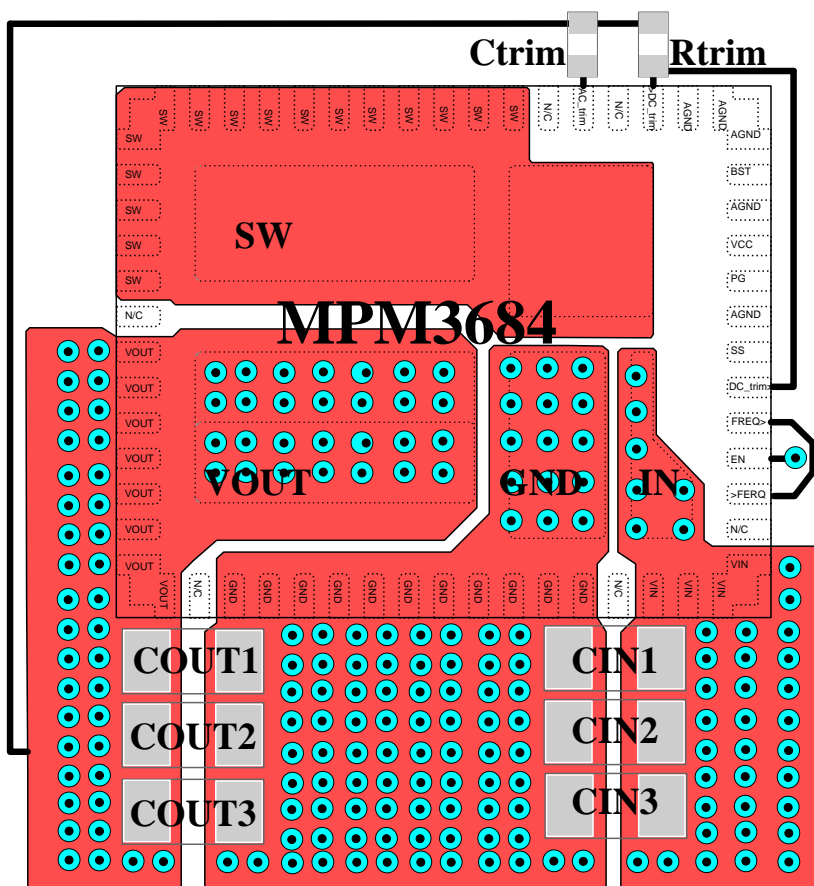 Ctrim
Rtrim
SW
SW
SW
SW
SW
SW
SW
SW
SW
SW
SW
N/C
AC_trim
N/C
>DC_trim
AGND
AGND
SW
SW
SW
SW
SW
N/C
VOUT
VOUT
VOUT
VOUT
VOUT
VOUT
VOUT
AGND
BST
AGND
VCC
PG
AGND
SS
DC_trim>
FREQ>
EN
>FERQ
N/C
VIN
SW
MPM3684
VOUT
GND
IN
VOUT
N/C
GND
GND
GND
GND
GND
GND
GND
GND
GND
GND
GND
N/C
VIN
VIN
VIN
COUT1
CIN1
COUT2
CIN2
COUT3
CIN3